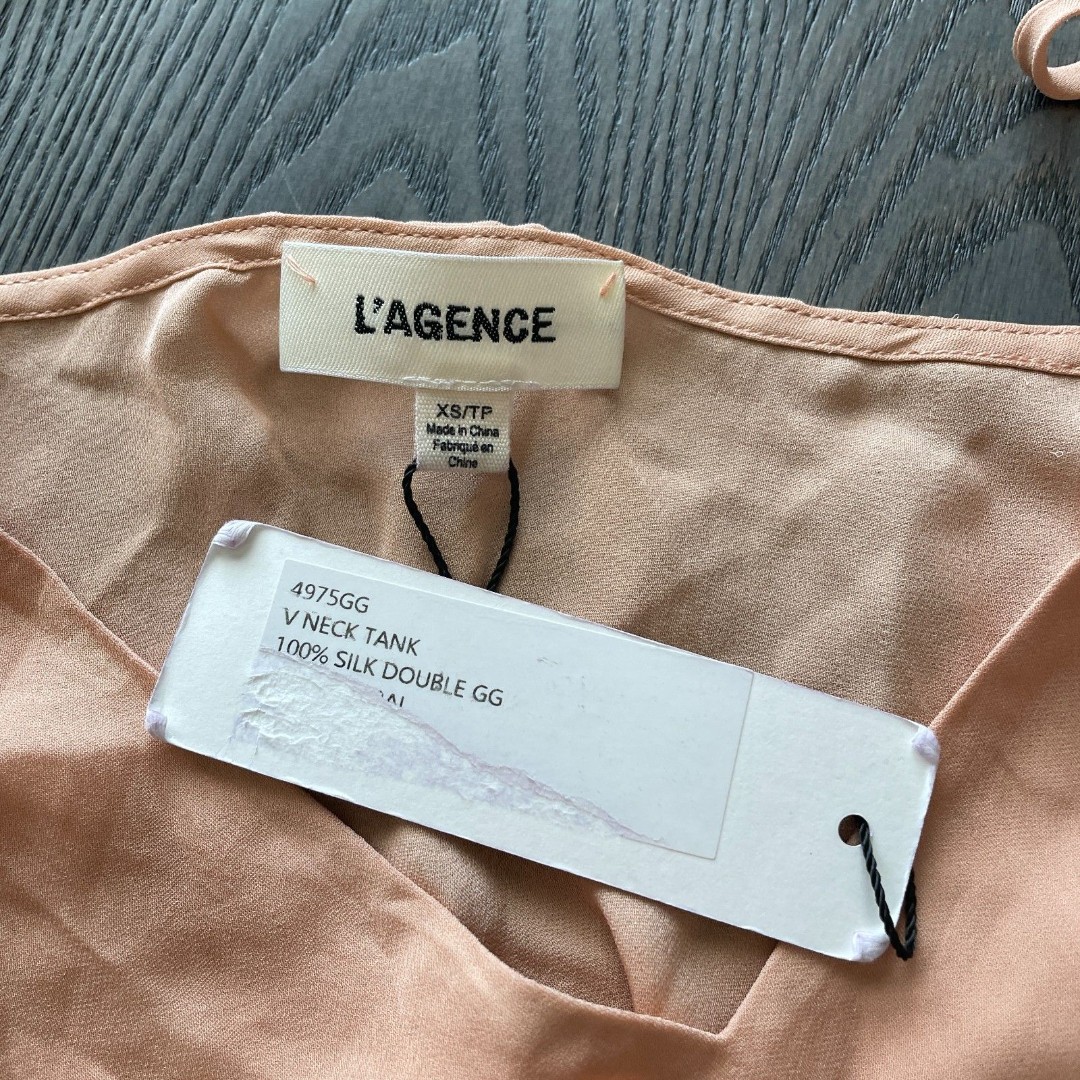 L'AGENCE
XS/TP
Made in China
Fabriqué en
Chine
4975GG
V NECK TANK
100% SILK DOUBLE GG